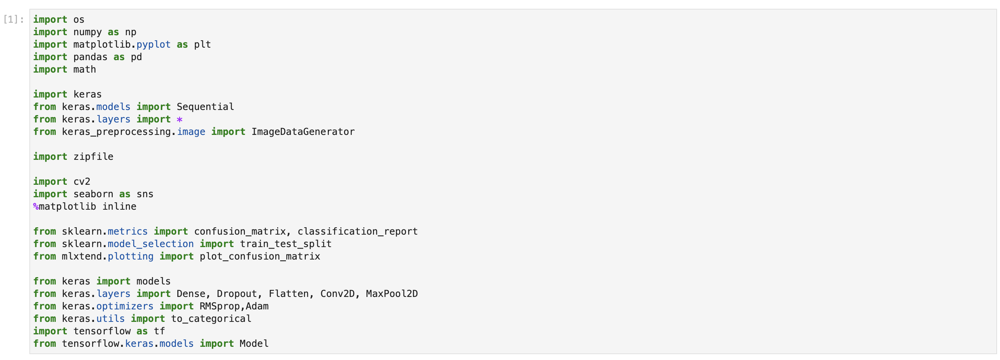 [1]:
import os
import numpy as np
import matplotlib.pyplot as plt
import pandas as pd
import math
import keras
from keras.models import Sequential
from keras.layers import *
from keras_preprocessing.image import ImageDataGenerator
import zipfile
import cv2
import seaborn as sns
%matplotlib inline
from sklearn.metrics import confusion_matrix, classification_report
from sklearn.model_selection import train_test_split
from mlxtend.plotting import plot_confusion_matrix
from keras import models
from keras.layers import Dense, Dropout, Flatten, Conv2D, MaxPool2D
from keras.optimizers import RMSprop,Adam
from keras.utils import to_categorical
import tensorflow as tf
from tensorflow.keras.models import Model